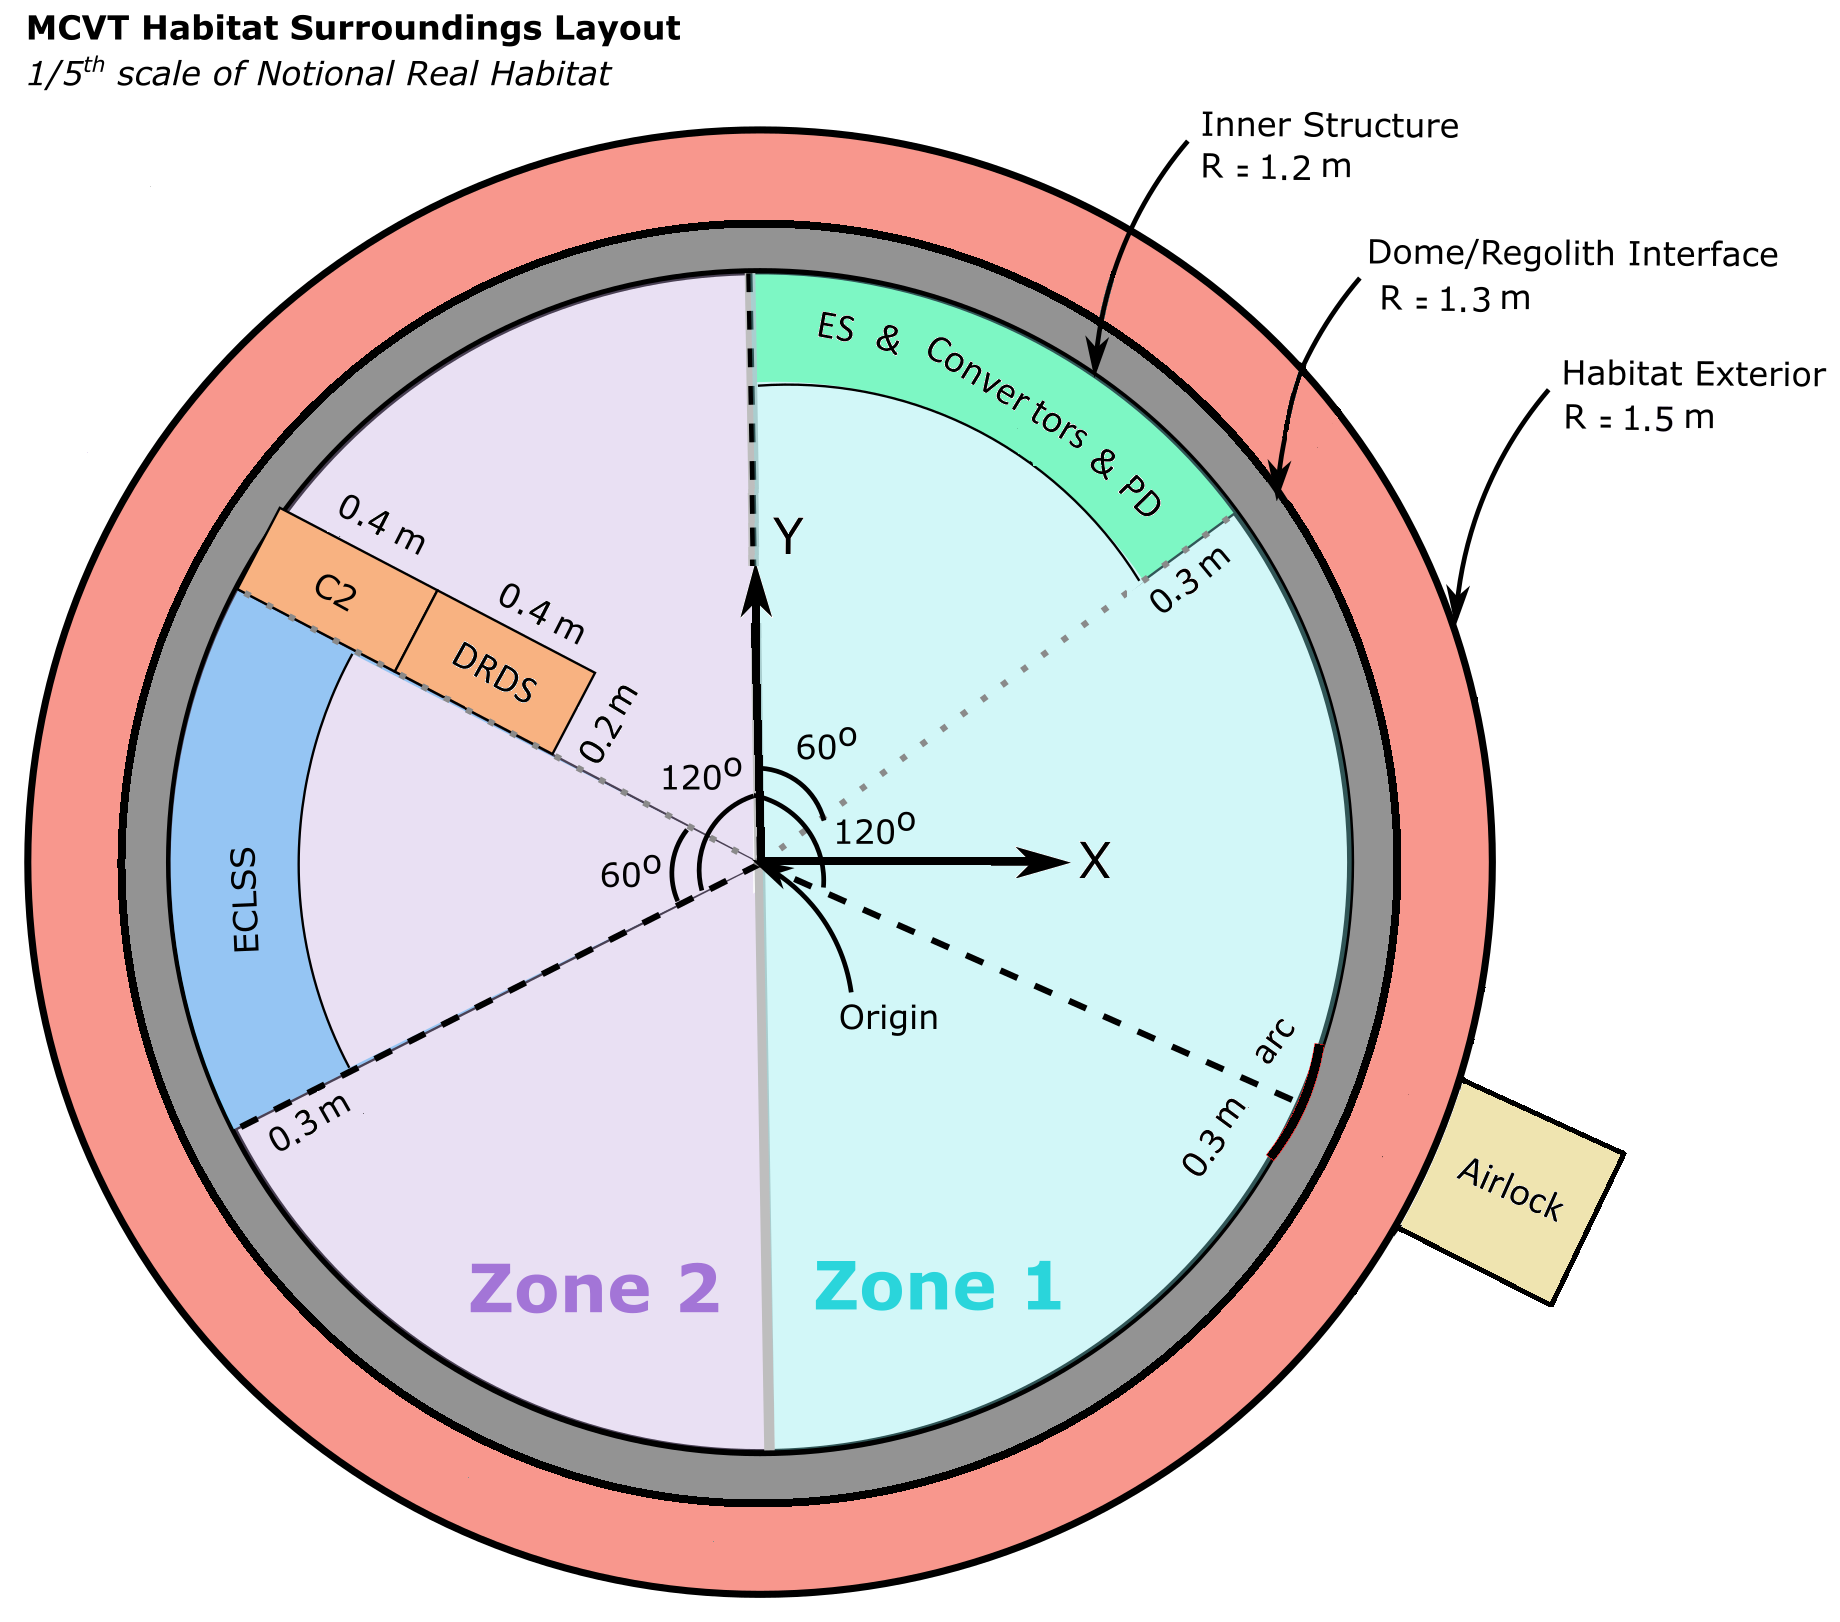 MCVT Habitat Surroundings Layout
1/5th scale of Notional Real Habitat
Inner Structure
R = 1.2 m
Dome/Regolith Interface
R = 1.3 m
Habitat Exterior
R = 1.5 m
ES & Convertors & PD
0.3 m
0.4 m
0.4 m
C2
DRDS
0.2 m
Y
60o
120o
120o
60o
X
ECLSS
Origin
0.3 m
0.3 m arc
Airlock
Zone 2
Zone 1